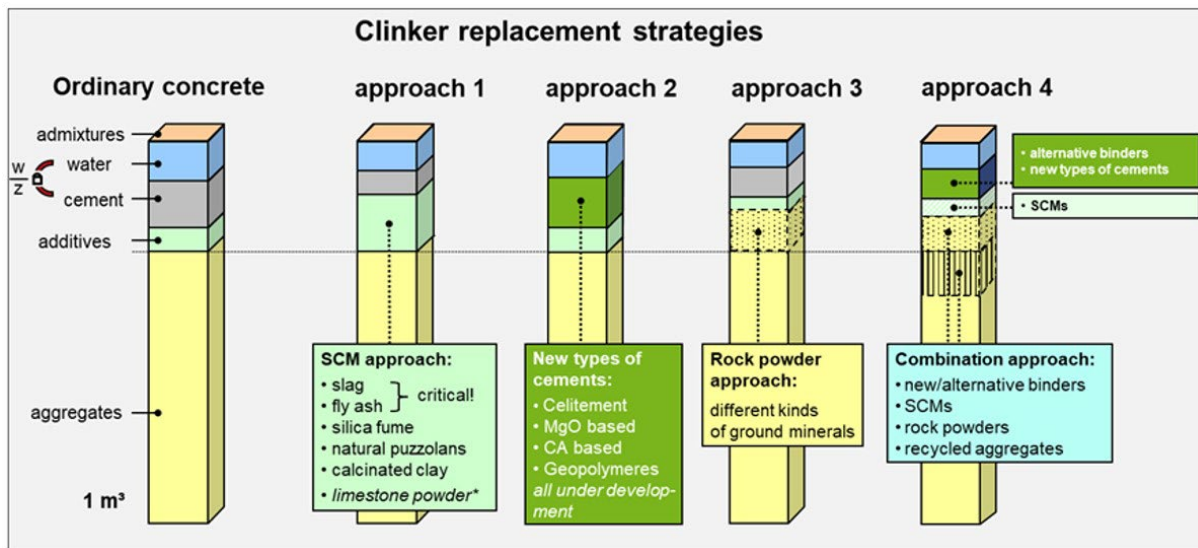 Clinker replacement strategies
Ordinary concrete
approach 1
approach 2
approach 3
approach 4
admixtures
water
w
z
cement
additives
aggregates
1 m³
• alternative binders
• new types of cements
• SCMs
SCM approach:
• slag
• fly ash
critical!
• silica fume
• natural puzzolans
• calcinated clay
• limestone powder*
New types of
cements:
• Celitement
• MgO based
• CA based
• Geopolymeres
all under develop-
ment
Rock powder
approach:
different kinds
of ground minerals
Combination approach:
• new/alternative binders
• SCMs
• rock powders
• recycled aggregates